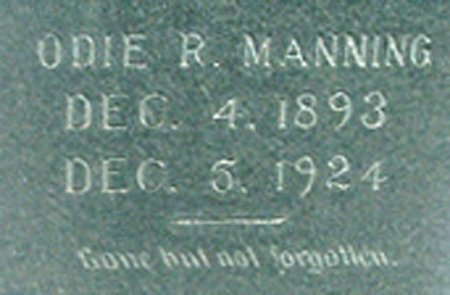 ODIE R. MANNING
DEC. 4, 1893
DEC. 5, 1924
Gone but not forgotten.